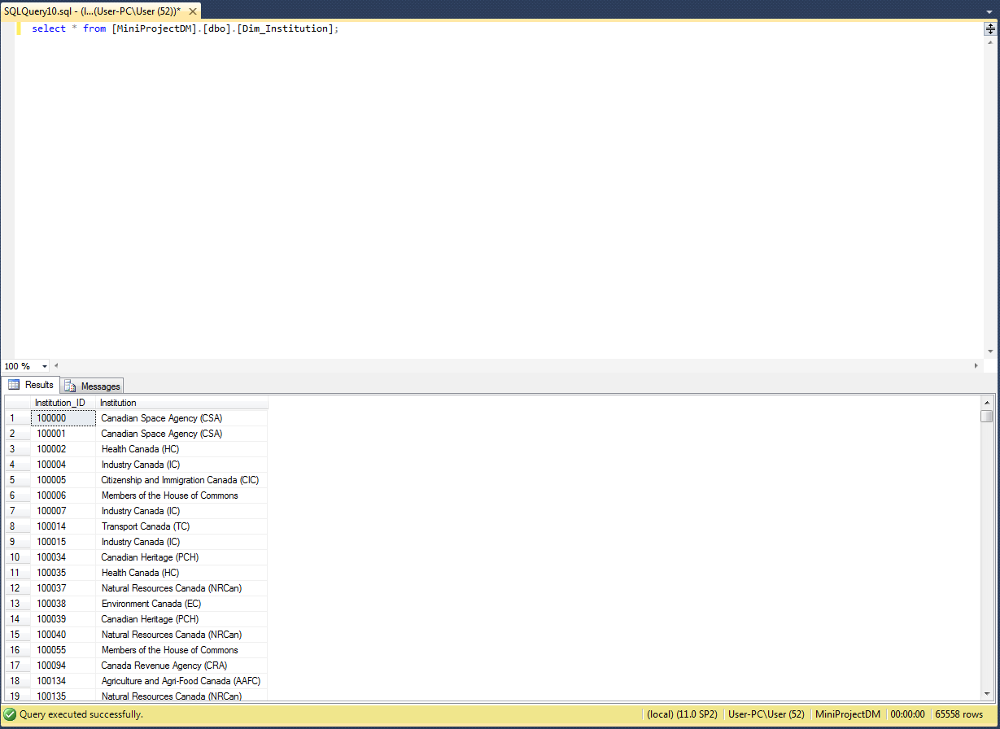 SQLQuery10.sql - (l...(User-PC\User (52))*
select * from [MiniProjectDM].[dbo].[Dim_Institution];
100 %
Results Messages
Institution_ID Institution
1 100000 Canadian Space Agency (CSA)
2 100001 Canadian Space Agency (CSA)
3 100002 Health Canada (HC)
4 100004 Industry Canada (IC)
5 100005 Citizenship and Immigration Canada (CIC)
6 100006 Members of the House of Commons
7 100007 Industry Canada (IC)
8 100014 Transport Canada (TC)
9 100015 Industry Canada (IC)
10 100034 Canadian Heritage (PCH)
11 100035 Health Canada (HC)
12 100037 Natural Resources Canada (NRCan)
13 100038 Environment Canada (EC)
14 100039 Canadian Heritage (PCH)
15 100040 Natural Resources Canada (NRCan)
16 100055 Members of the House of Commons
17 100094 Canada Revenue Agency (CRA)
18 100134 Agriculture and Agri-Food Canada (AAFC)
19 100135 Natural Resources Canada (NRCan)
Query executed successfully. (local) (11.0 SP2) User-PC\User (52) MiniProjectDM 00:00:00 65558 rows